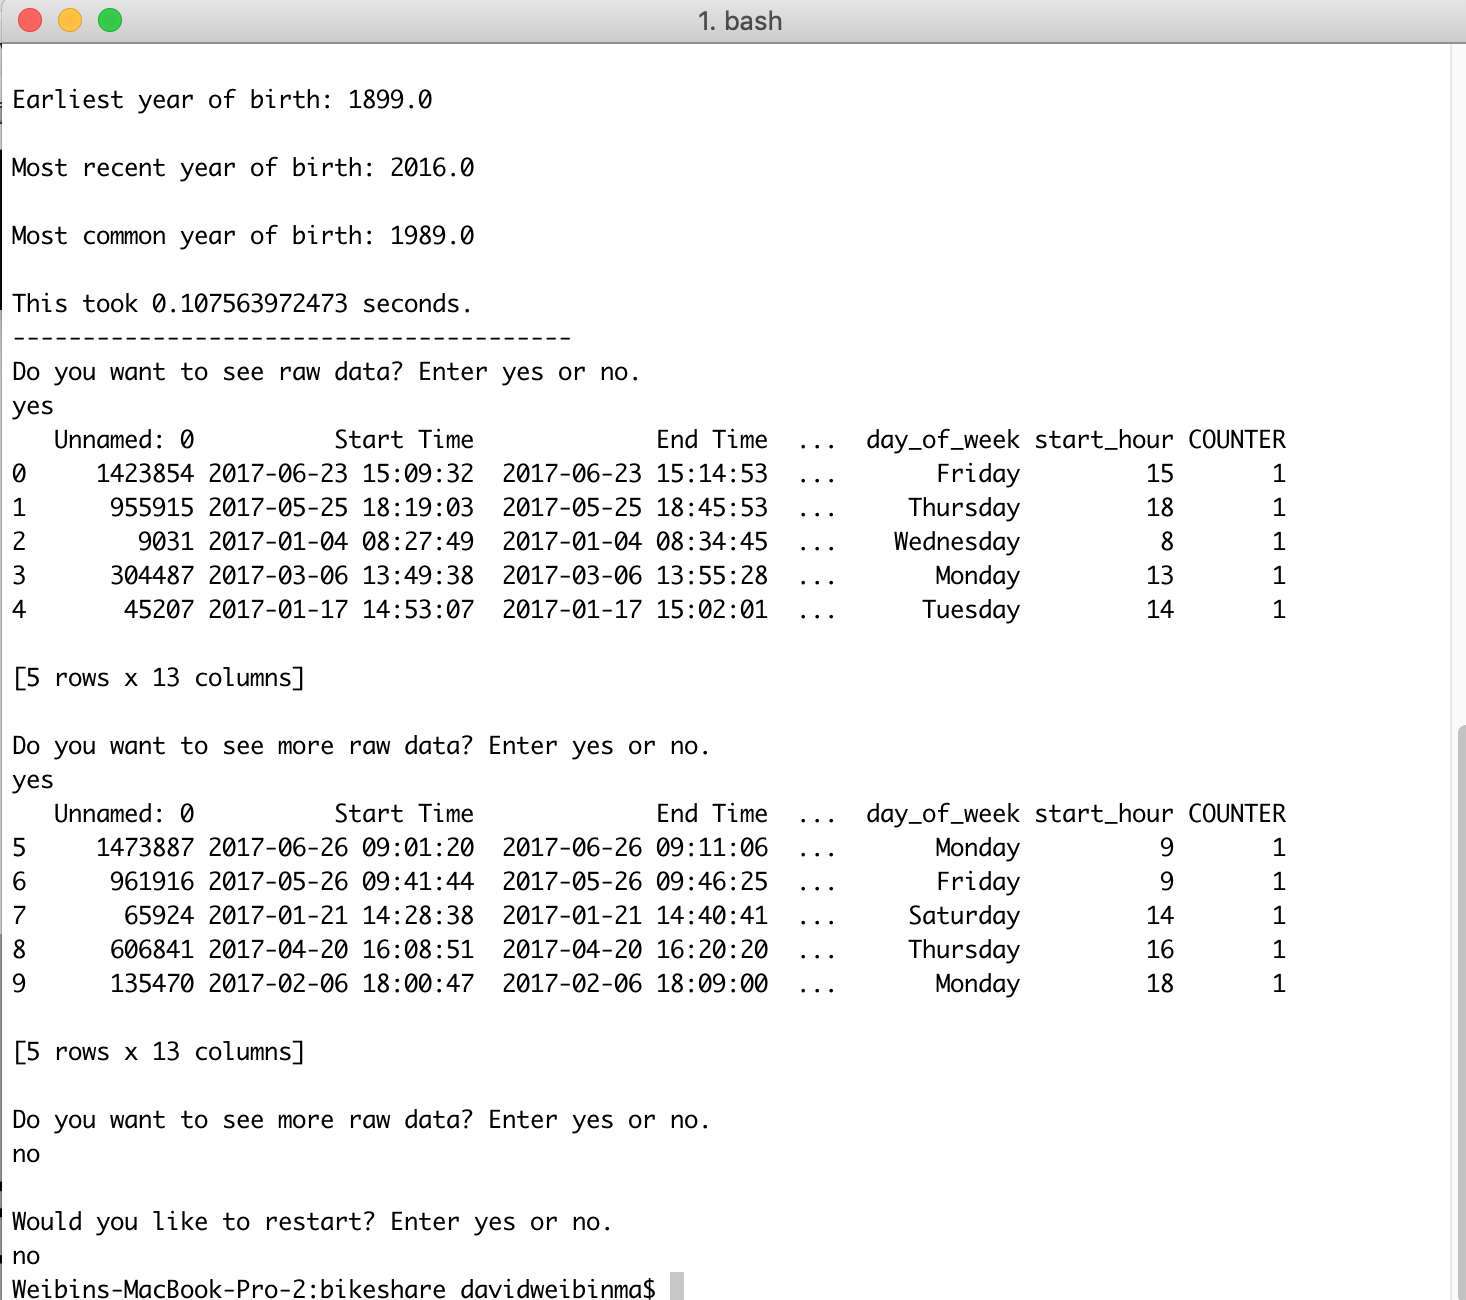 1. bash
Earliest year of birth: 1899.0
Most recent year of birth: 2016.0
Most common year of birth: 1989.0
This took 0.107563972473 seconds.
----------------------------------------
Do you want to see raw data? Enter yes or no.
yes
   Unnamed: 0          Start Time             End Time  ...  day_of_week start_hour COUNTER
0     1423854 2017-06-23 15:09:32  2017-06-23 15:14:53  ...       Friday         15       1
1      955915 2017-05-25 18:19:03  2017-05-25 18:45:53  ...     Thursday         18       1
2        9031 2017-01-04 08:27:49  2017-01-04 08:34:45  ...    Wednesday          8       1
3      304487 2017-03-06 13:49:38  2017-03-06 13:55:28  ...       Monday         13       1
4       45207 2017-01-17 14:53:07  2017-01-17 15:02:01  ...      Tuesday         14       1
[5 rows x 13 columns]
Do you want to see more raw data? Enter yes or no.
yes
   Unnamed: 0          Start Time             End Time  ...  day_of_week start_hour COUNTER
5     1473887 2017-06-26 09:01:20  2017-06-26 09:11:06  ...       Monday          9       1
6      961916 2017-05-26 09:41:44  2017-05-26 09:46:25  ...       Friday          9       1
7       65924 2017-01-21 14:28:38  2017-01-21 14:40:41  ...     Saturday         14       1
8      606841 2017-04-20 16:08:51  2017-04-20 16:20:20  ...     Thursday         16       1
9      135470 2017-02-06 18:00:47  2017-02-06 18:09:00  ...       Monday         18       1
[5 rows x 13 columns]
Do you want to see more raw data? Enter yes or no.
no
Would you like to restart? Enter yes or no.
no
Weibins-MacBook-Pro-2:bikeshare davidweibinma$